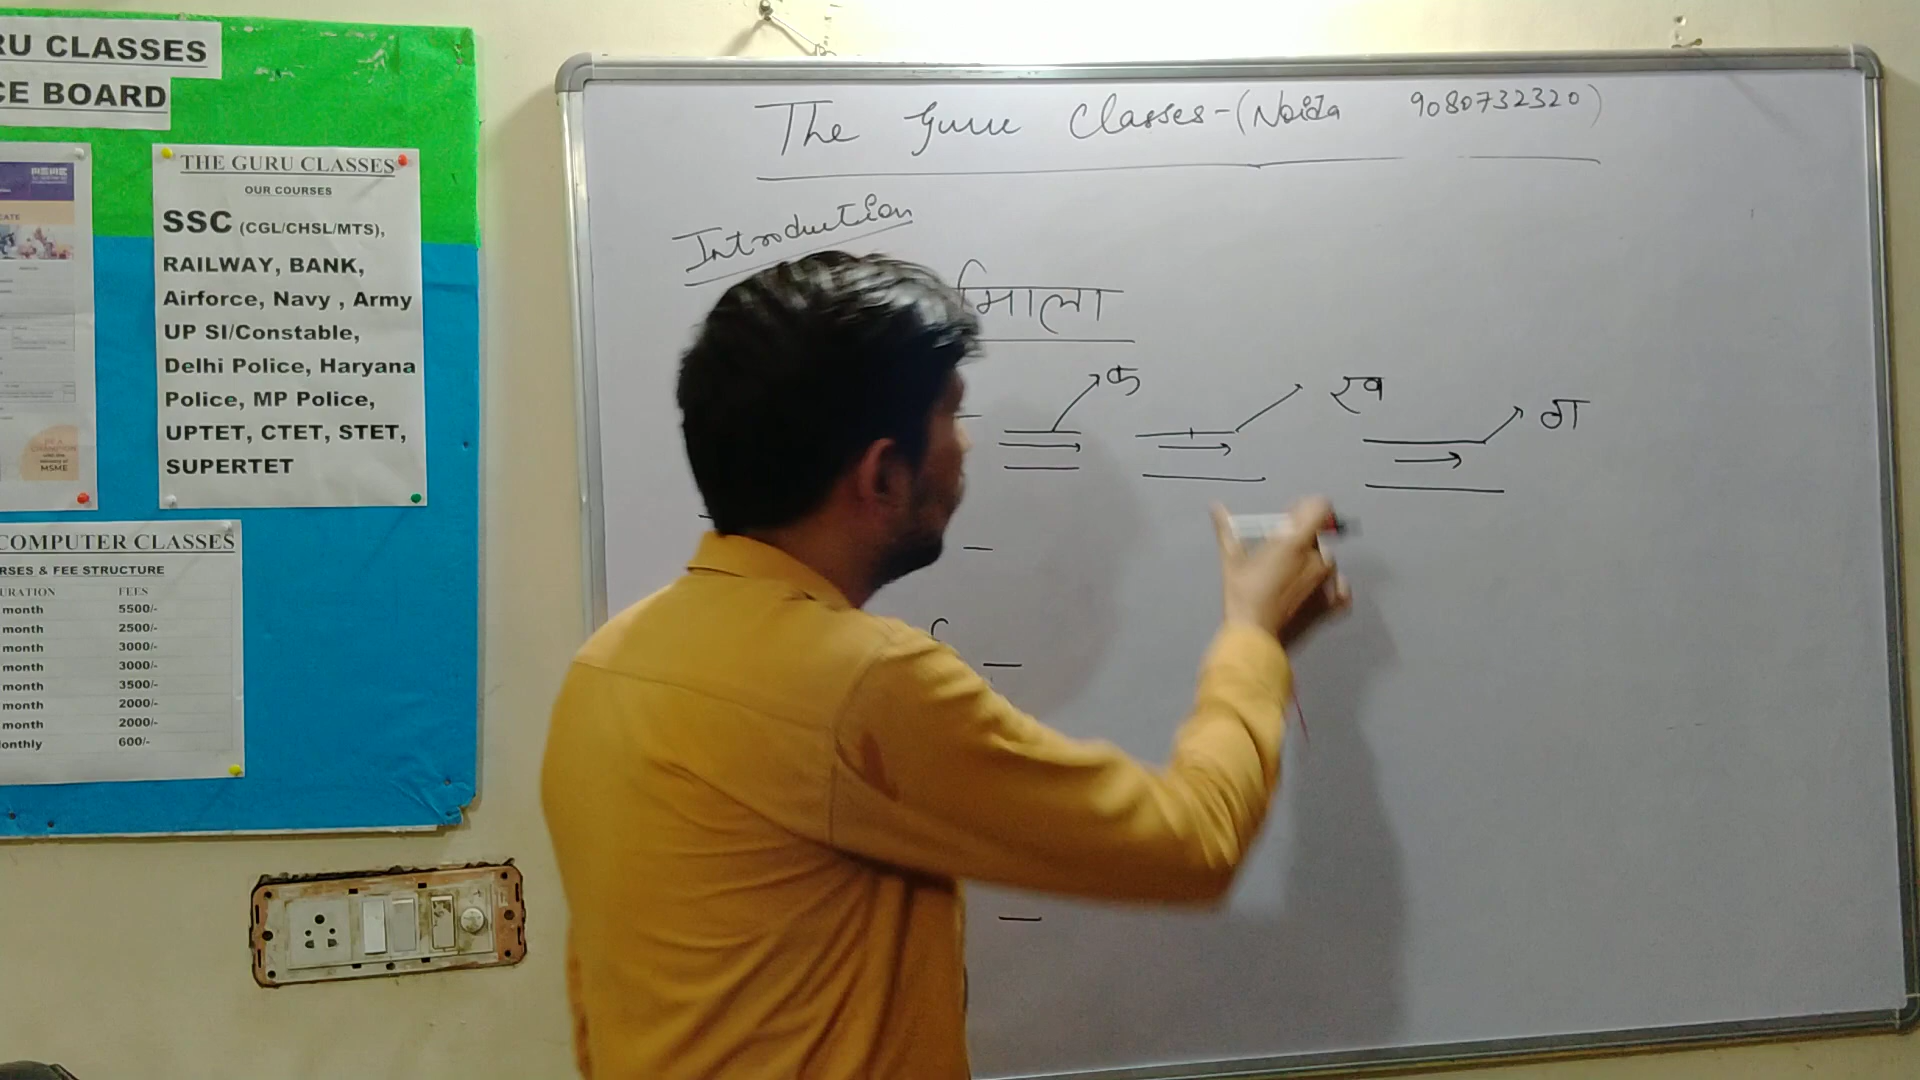 RU CLASSES
CE BOARD
THE GURU CLASSES
OUR COURSES
SSC (CGL/CHSL/MTS),
RAILWAY, BANK,
Airforce, Navy , Army
UP SI/Constable,
Delhi Police, Haryana
Police, MP Police,
UPTET, CTET, STET,
SUPERTET
COMPUTER CLASSES
RSES & FEE STRUCTURE
URATION FEES
month 5500/-
month 2500/-
month 3000/-
month 3000/-
month 3500/-
month 2000/-
month 2000/-
onthly 600/-
The Guru Classes-(Noida 9080732320)
Introduction
र्माला
क ख ग